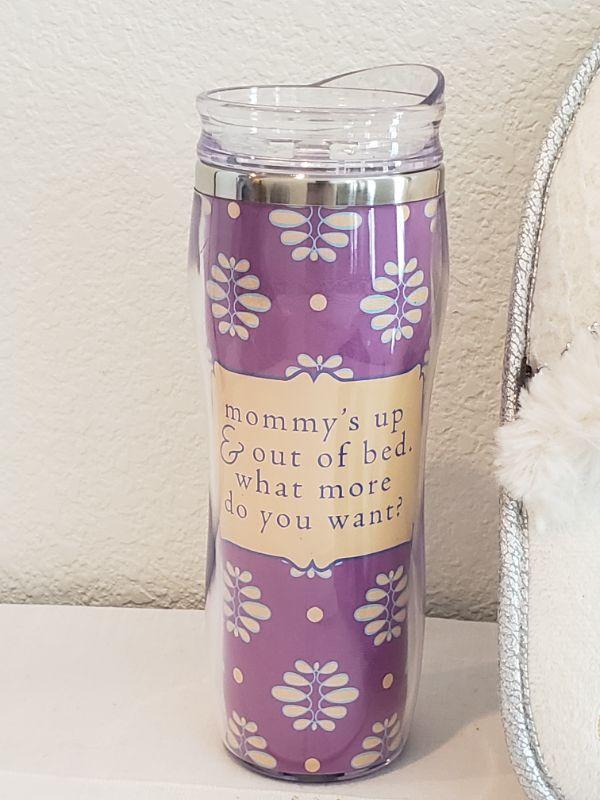 mommy's up
& out of bed.
what more
do you want?